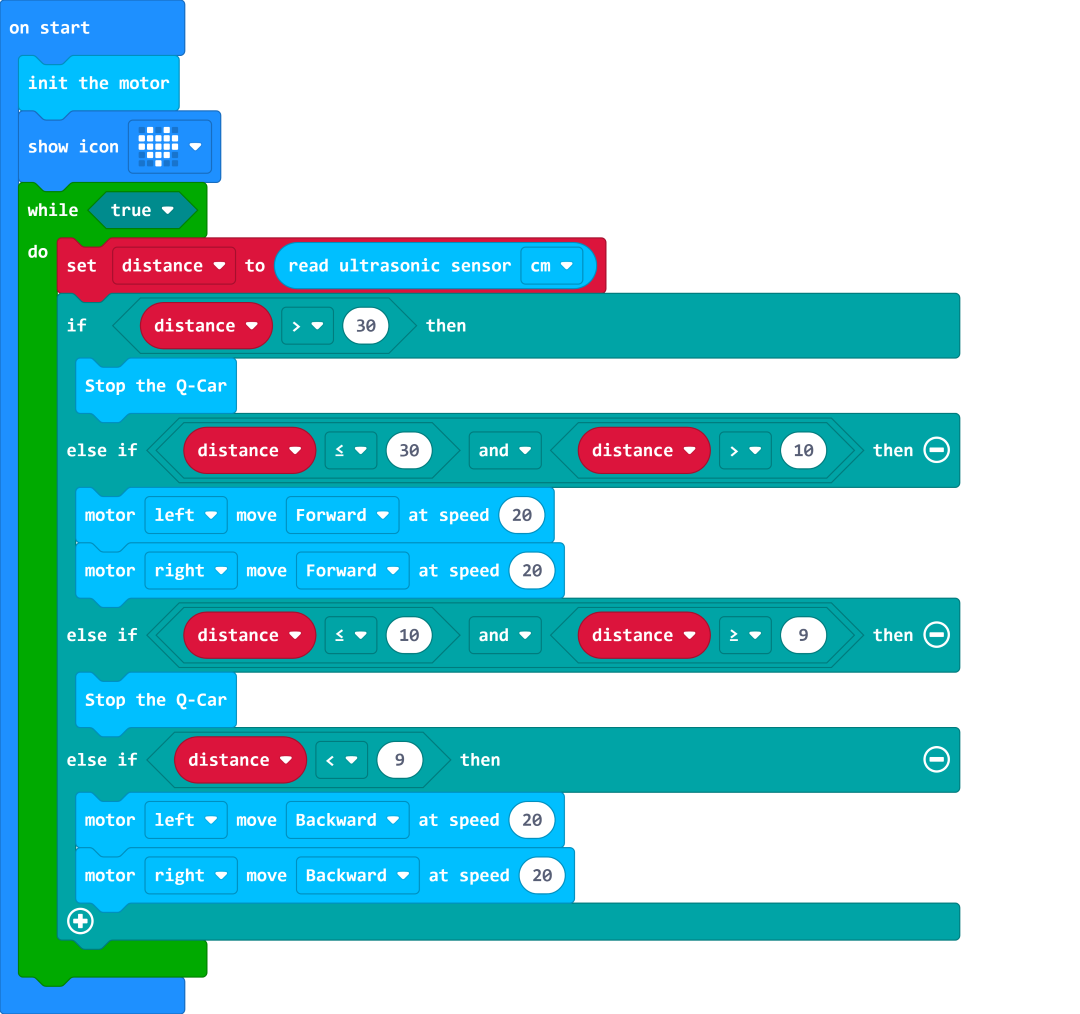 on start
init the motor
show icon
while true
do set distance to read ultrasonic sensor cm
if distance > 30 then
Stop the Q-Car
else if distance ≤ 30 and distance > 10 then
motor left move Forward at speed 20
motor right move Forward at speed 20
else if distance ≤ 10 and distance ≥ 9 then
Stop the Q-Car
else if distance < 9 then
motor left move Backward at speed 20
motor right move Backward at speed 20